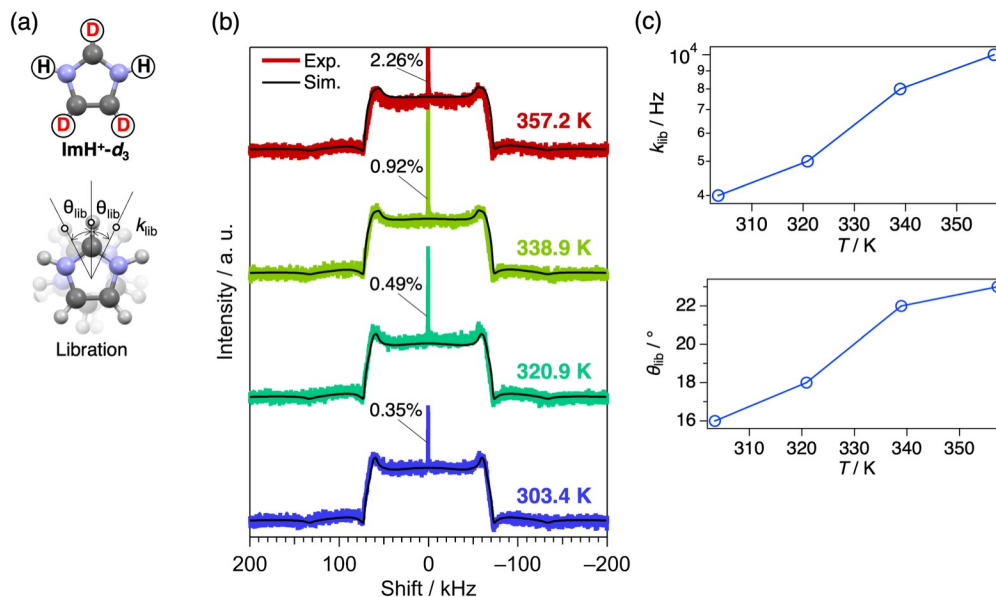 (a)
D
H
H
D
D
ImH⁺-d₃
θlib θlib
klib
Libration
(b)
Exp.
Sim.
2.26%
357.2 K
0.92%
338.9 K
0.49%
320.9 K
0.35%
303.4 K
Intensity / a. u.
200 100 0 −100 −200
Shift / kHz
(c)
klib / Hz
10⁴
9
8
7
6
5
4
310 320 330 340 350
T / K
θlib / °
22
20
18
16
310 320 330 340 350
T / K